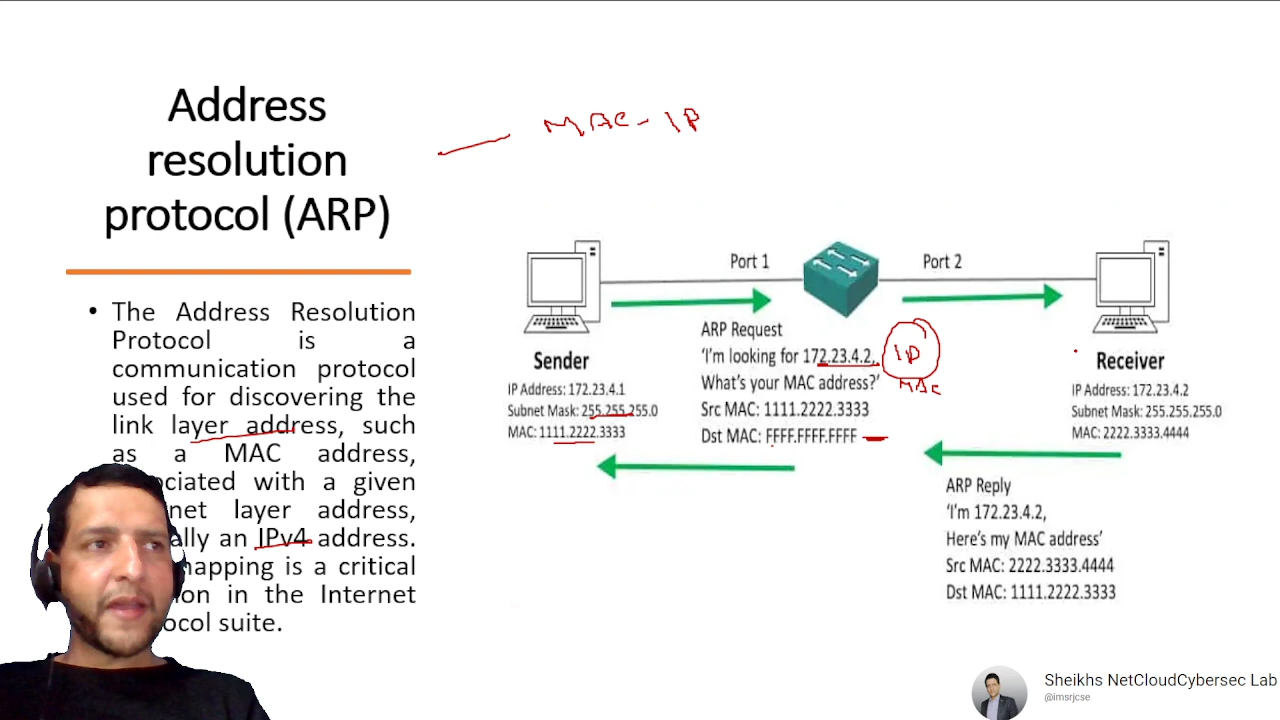 Address
resolution
protocol (ARP)
MAC - IP
• The Address Resolution
Protocol is a
communication protocol
used for discovering the
link layer address, such
as a MAC address,
ociated with a given
net layer address,
ally an IPv4 address.
mapping is a critical
ion in the Internet
ocol suite.
Port 1
Port 2
Sender
IP Address: 172.23.4.1
Subnet Mask: 255.255.255.0
MAC: 1111.2222.3333
ARP Request
'I'm looking for 172.23.4.2,
What's your MAC address?'
Src MAC: 1111.2222.3333
Dst MAC: FFFF.FFFF.FFFF
IP
MAC
Receiver
IP Address: 172.23.4.2
Subnet Mask: 255.255.255.0
MAC: 2222.3333.4444
ARP Reply
'I'm 172.23.4.2,
Here's my MAC address'
Src MAC: 2222.3333.4444
Dst MAC: 1111.2222.3333
Sheikhs NetCloudCybersec Lab
@imsrjcse